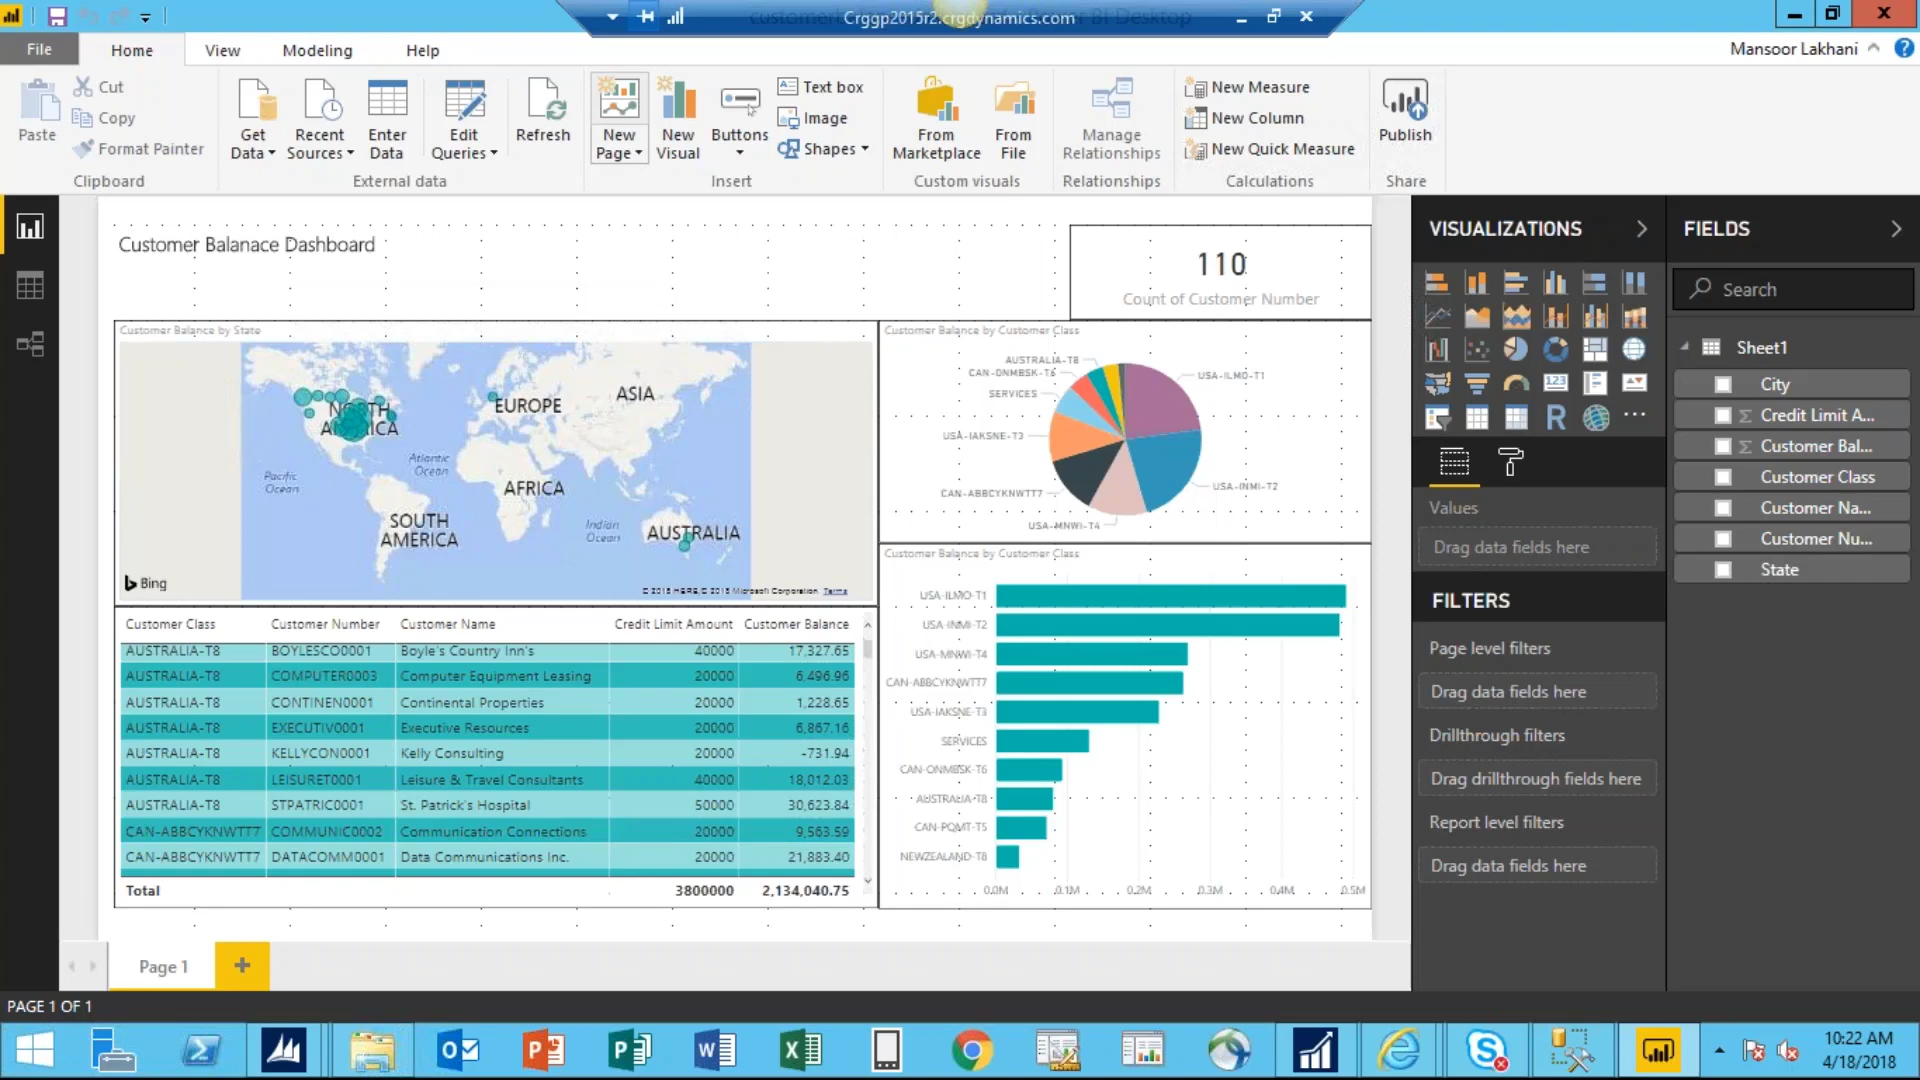 Crggp2015r2.crgdynamics.com
File Home View Modeling Help
Mansoor Lakhani
Paste
Cut
Copy
Format Painter
Clipboard
Get Data
Recent Sources
Enter Data
Edit Queries
Refresh
External data
New Page
New Visual
Buttons
Text box
Image
Shapes
Insert
From Marketplace
From File
Custom visuals
Manage Relationships
Relationships
New Measure
New Column
New Quick Measure
Calculations
Publish
Share
Customer Balanace Dashboard
110
Count of Customer Number
Customer Balance by State
NORTH AMERICA
EUROPE
ASIA
Pacific Ocean
Atlantic Ocean
AFRICA
SOUTH AMERICA
Indian Ocean
AUSTRALIA
Bing
Terms
Customer Balance by Customer Class
AUSTRALIA-T8
CAN-ONMBSK-T6
SERVICES
USA-IAKSNE-T3
CAN-ABBCYKNWTT7
USA-MNWI-T4
USA-ILMO-T1
USA-INMI-T2
Customer Class Customer Number Customer Name Credit Limit Amount Customer Balance
AUSTRALIA-T8 BOYLESCO0001 Boyle's Country Inn's 40000 17,327.65
AUSTRALIA-T8 COMPUTER0003 Computer Equipment Leasing 20000 6,496.96
AUSTRALIA-T8 CONTINEN0001 Continental Properties 20000 1,228.65
AUSTRALIA-T8 EXECUTIV0001 Executive Resources 20000 6,867.16
AUSTRALIA-T8 KELLYCON0001 Kelly Consulting 20000 -731.94
AUSTRALIA-T8 LEISURET0001 Leisure & Travel Consultants 40000 18,012.03
AUSTRALIA-T8 STPATRIC0001 St. Patrick's Hospital 50000 30,623.84
CAN-ABBCYKNWTT7 COMMUNIC0002 Communication Connections 20000 9,563.59
CAN-ABBCYKNWTT7 DATACOMM0001 Data Communications Inc. 20000 21,883.40
Total 3800000 2,134,040.75
Customer Balance by Customer Class
USA-ILMO-T1
USA-INMI-T2
USA-MNWI-T4
CAN-ABBCYKNWTT7
USA-IAKSNE-T3
SERVICES
CAN-ONMBSK-T6
AUSTRALIA-T8
CAN-PQMT-T5
NEWZEALAND-T8
0.0M 0.1M 0.2M 0.3M 0.4M 0.5M
VISUALIZATIONS
Values
Drag data fields here
FILTERS
Page level filters
Drag data fields here
Drillthrough filters
Drag drillthrough fields here
Report level filters
Drag data fields here
FIELDS
Search
Sheet1
City
Credit Limit A...
Customer Bal...
Customer Class
Customer Na...
Customer Nu...
State
Page 1
PAGE 1 OF 1
10:22 AM
4/18/2018